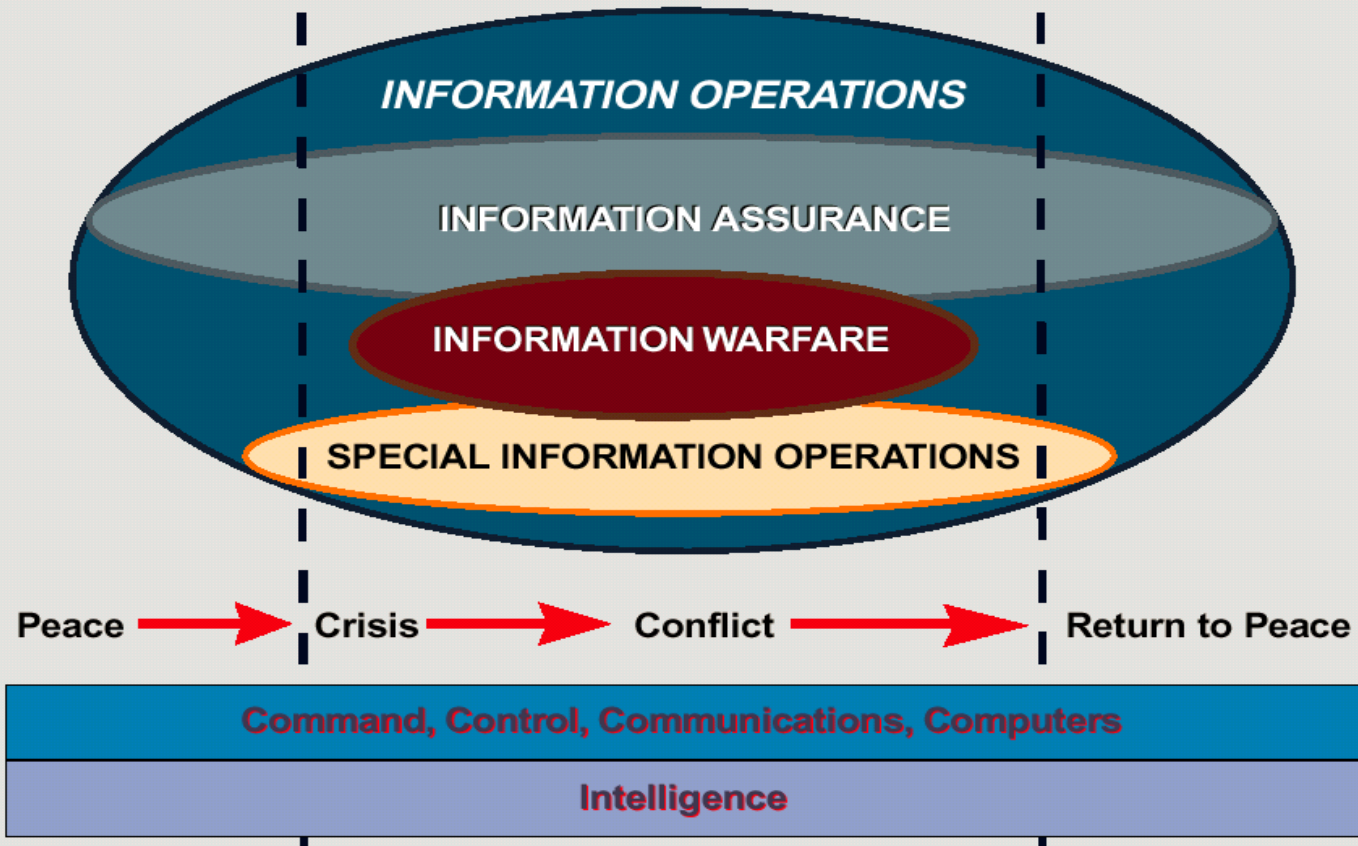 INFORMATION OPERATIONS
INFORMATION ASSURANCE
INFORMATION WARFARE
SPECIAL INFORMATION OPERATIONS
Peace Crisis Conflict Return to Peace
Command, Control, Communications, Computers
Intelligence